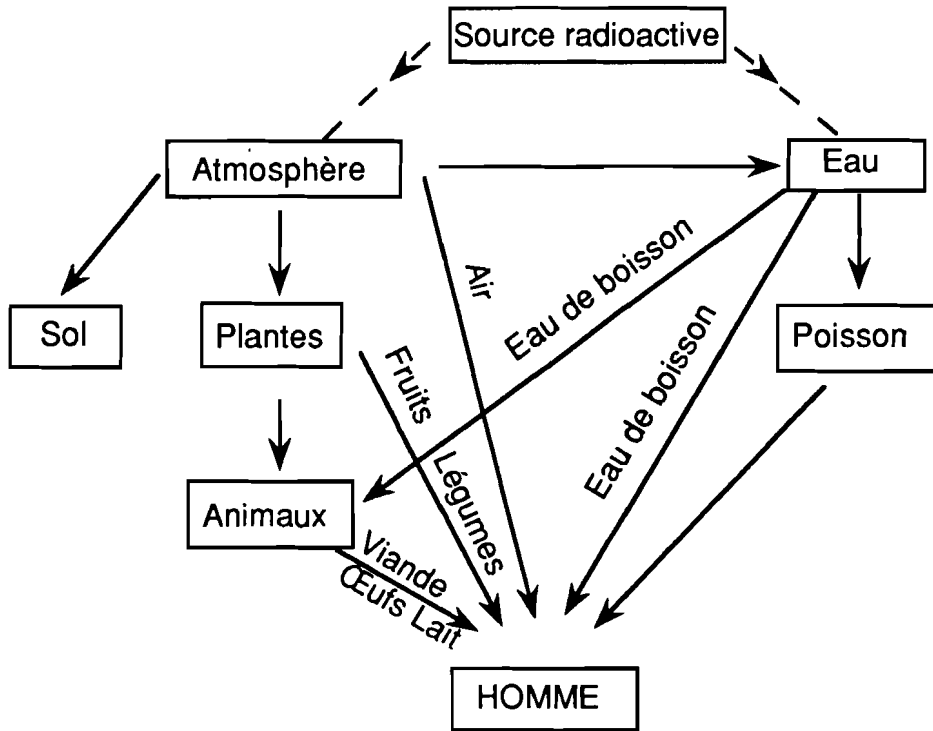 Source radioactive
Atmosphère
Eau
Air
Eau de boisson
Sol
Plantes
Fruits
Légumes
Eau de boisson
Poisson
Animaux
Viande
Œufs Lait
HOMME